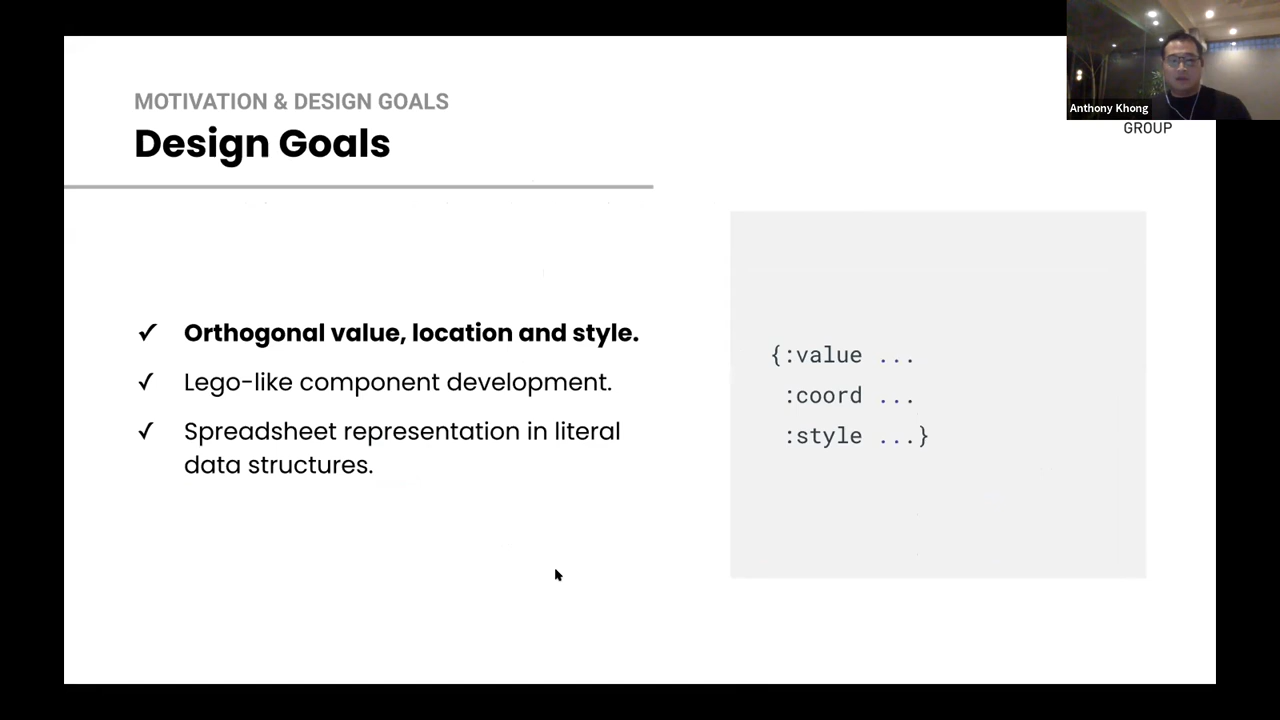 MOTIVATION & DESIGN GOALS
Design Goals
Anthony Khong
GROUP
✓ Orthogonal value, location and style.
✓ Lego-like component development.
✓ Spreadsheet representation in literal
data structures.
{:value ...
:coord ...
:style ...}